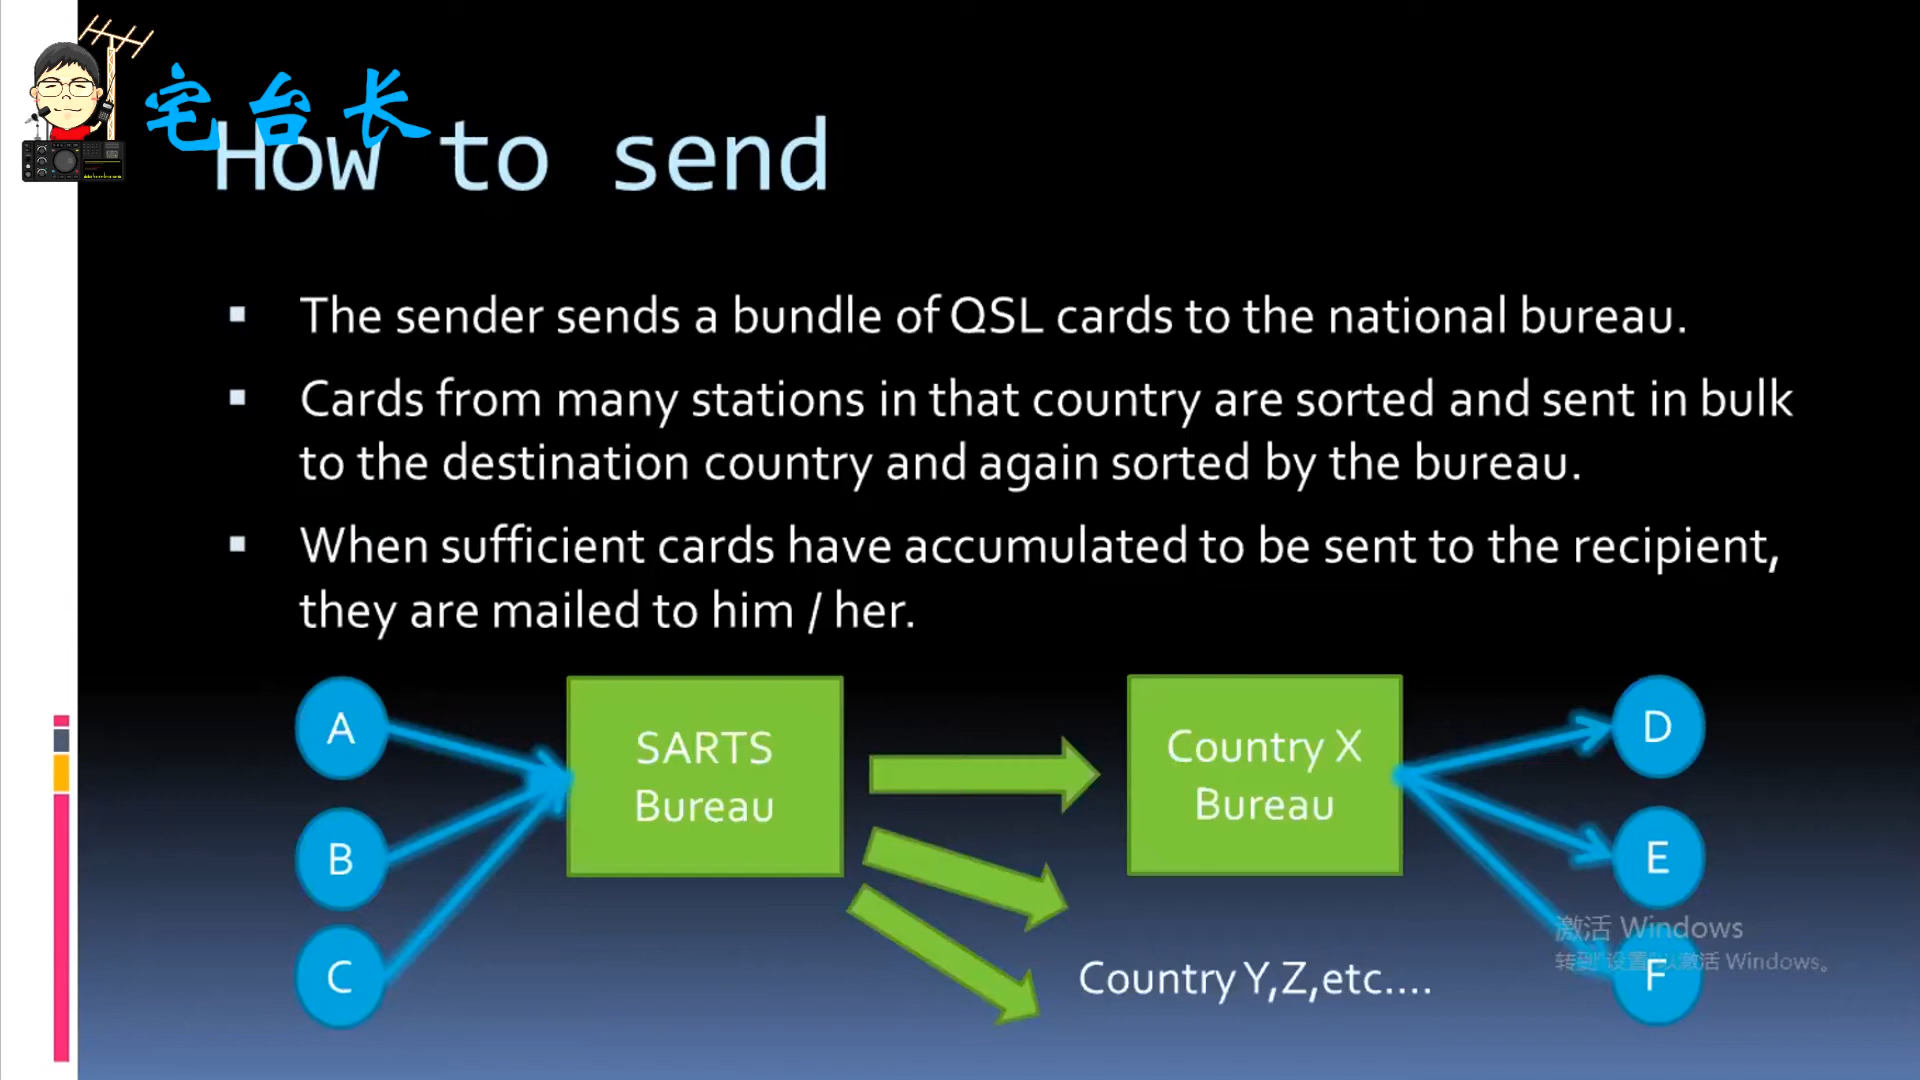 宅台长
How to send
The sender sends a bundle of QSL cards to the national bureau.
Cards from many stations in that country are sorted and sent in bulk
to the destination country and again sorted by the bureau.
When sufficient cards have accumulated to be sent to the recipient,
they are mailed to him / her.
A
B
C
SARTS
Bureau
Country X
Bureau
Country Y,Z,etc....
D
E
F
激活 Windows
转到"设置"以激活 Windows。